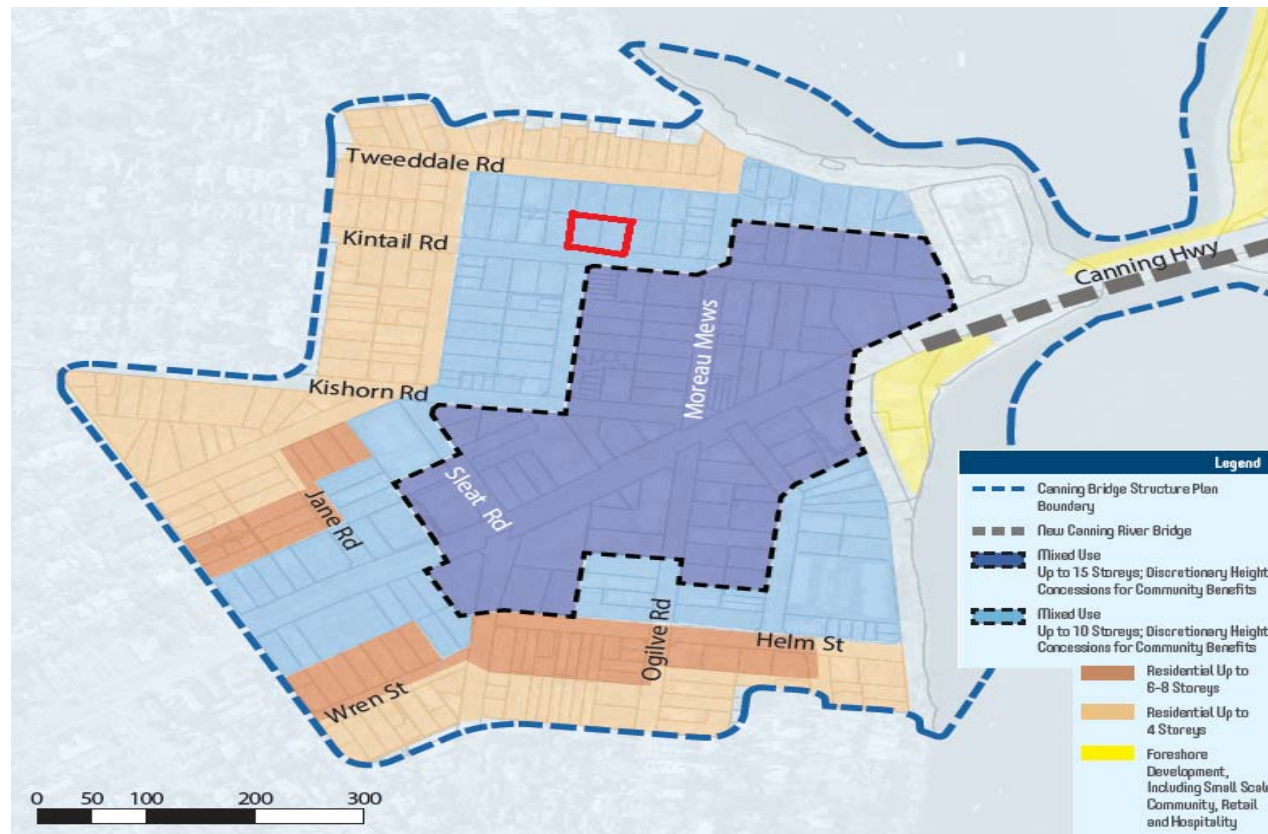 Tweeddale Rd
Kintail Rd
Canning Hwy
Moreau Mews
Kishorn Rd
Sleat Rd
Jane Rd
Ogilve Rd
Helm St
Wren St
0 50 100 200 300
Legend
Canning Bridge Structure Plan
Boundary
New Canning River Bridge
Mixed Use
Up to 15 Storeys; Discretionary Height
Concessions for Community Benefits
Mixed Use
Up to 10 Storeys; Discretionary Height
Concessions for Community Benefits
Residential Up to
6-8 Storeys
Residential Up to
4 Storeys
Foreshore
Development,
Including Small Scale
Community, Retail
and Hospitality